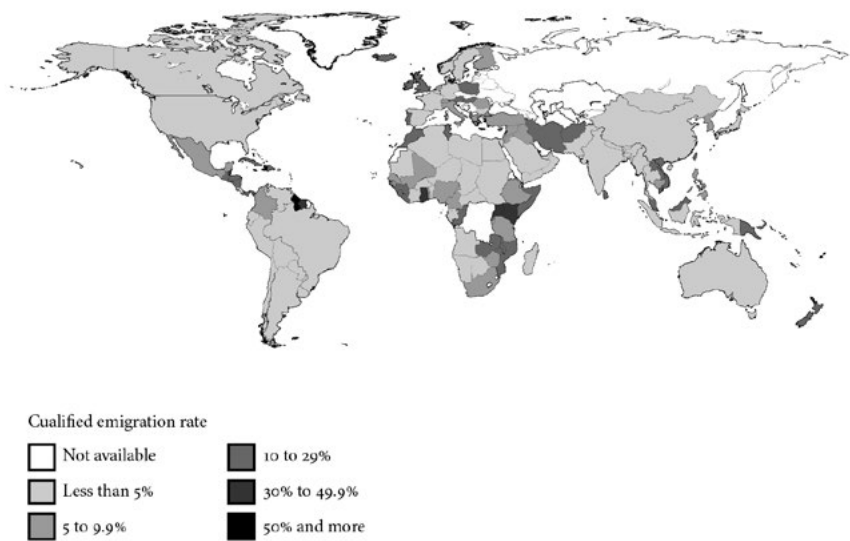 Cualified emigration rate
Not available
Less than 5%
5 to 9.9%
10 to 29%
30% to 49.9%
50% and more